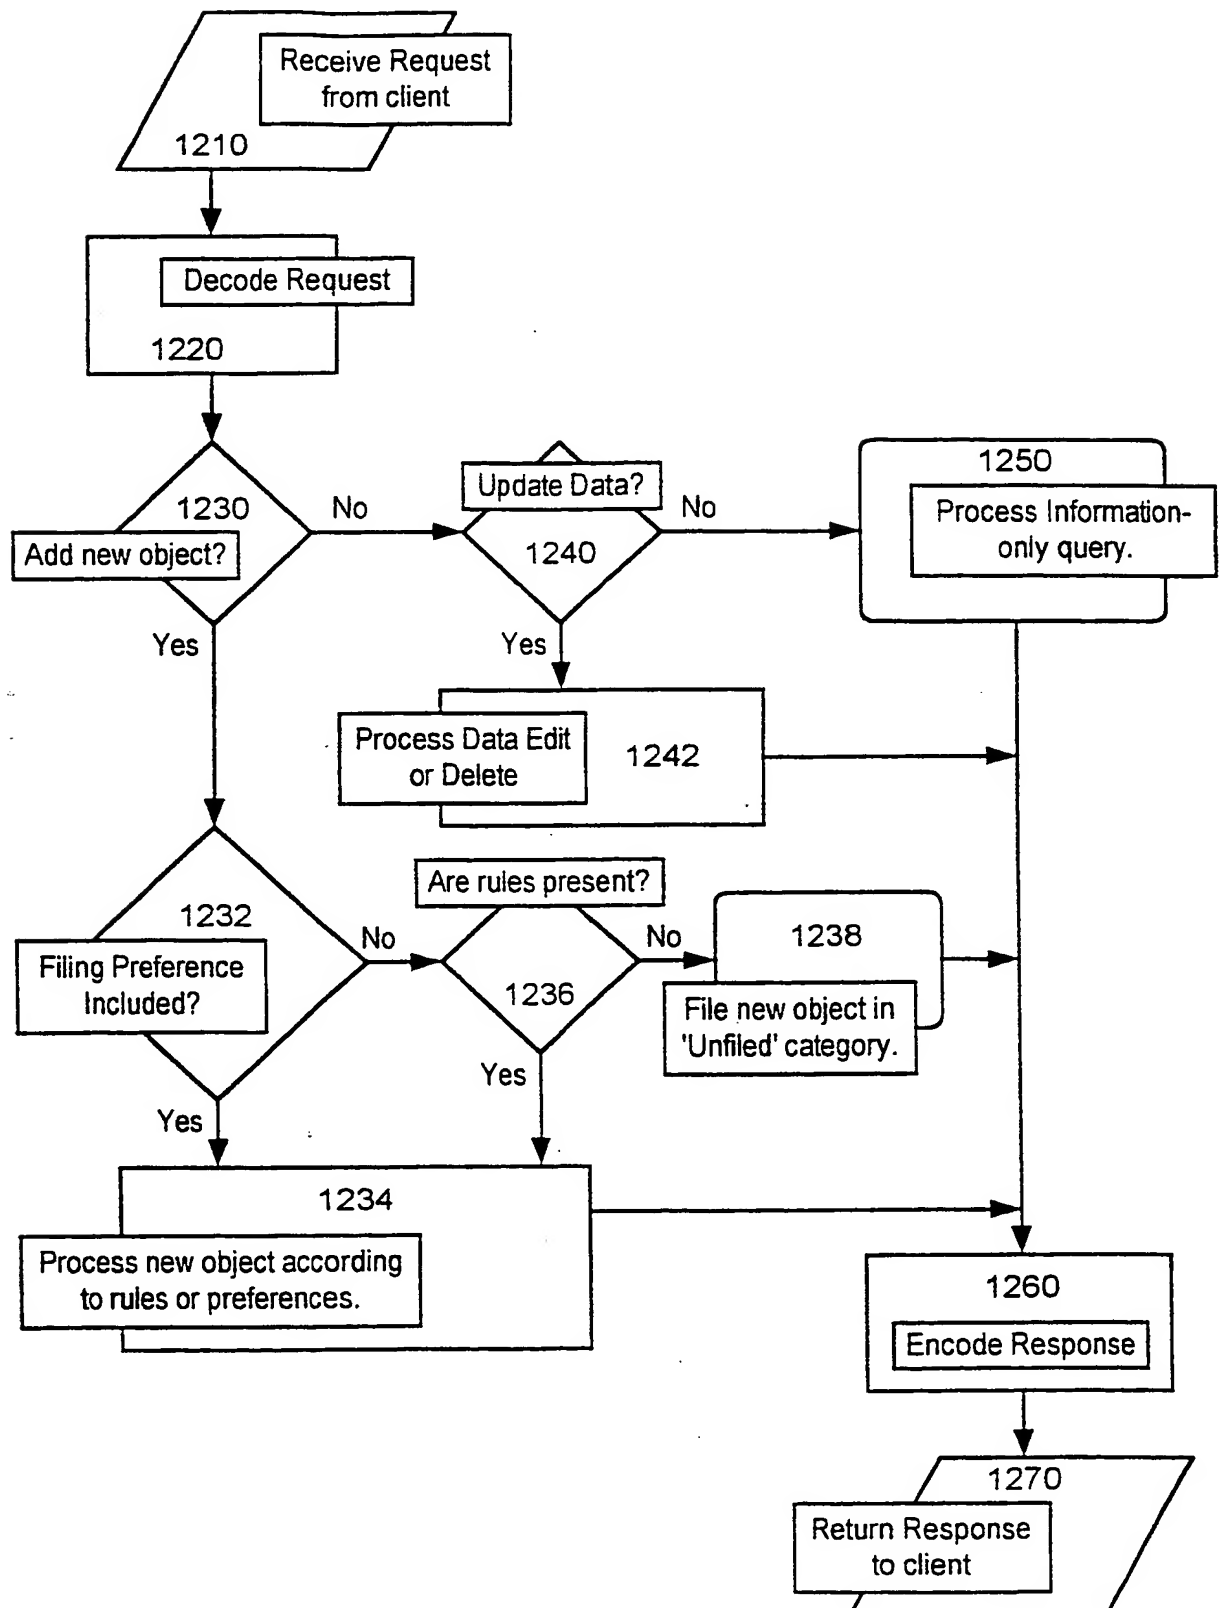 Receive Request
from client
1210
Decode Request
1220
1230
Add new object?
No
Update Data?
1240
No
1250
Process Information-
only query.
Yes
Yes
Process Data Edit
or Delete
1242
1232
Filing Preference
Included?
No
Are rules present?
1236
No
1238
File new object in
'Unfiled' category.
Yes
Yes
1234
Process new object according
to rules or preferences.
1260
Encode Response
1270
Return Response
to client